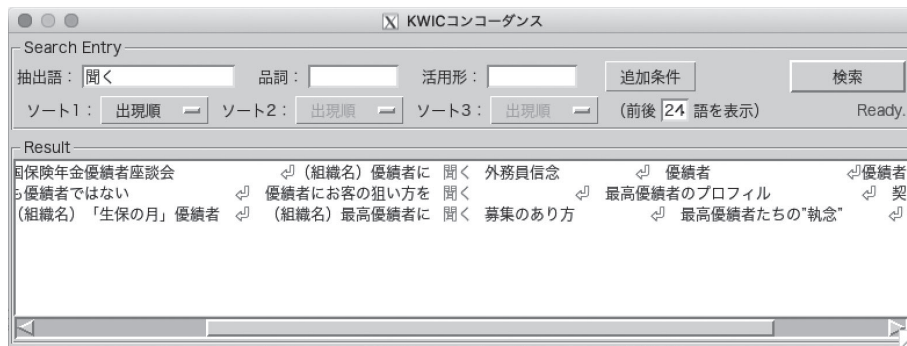 KWICコンコーダンス
Search Entry
抽出語： 聞く 品詞： 活用形： 追加条件 検索
ソート1： 出現順 ソート2： 出現順 ソート3： 出現順 (前後 24 語を表示) Ready.
Result
国保険年金優績者座談会 ⏎ （組織名）優績者に 聞く 外務員信念 ⏎ 優績者 ⏎優績者
優績者ではない ⏎ 優績者にお客の狙い方を 聞く ⏎ 最高優績者のプロフィル ⏎ 契
（組織名）「生保の月」優績者 ⏎ （組織名）最高優績者に 聞く 募集のあり方 ⏎ 最高優績者たちの"執念" ⏎